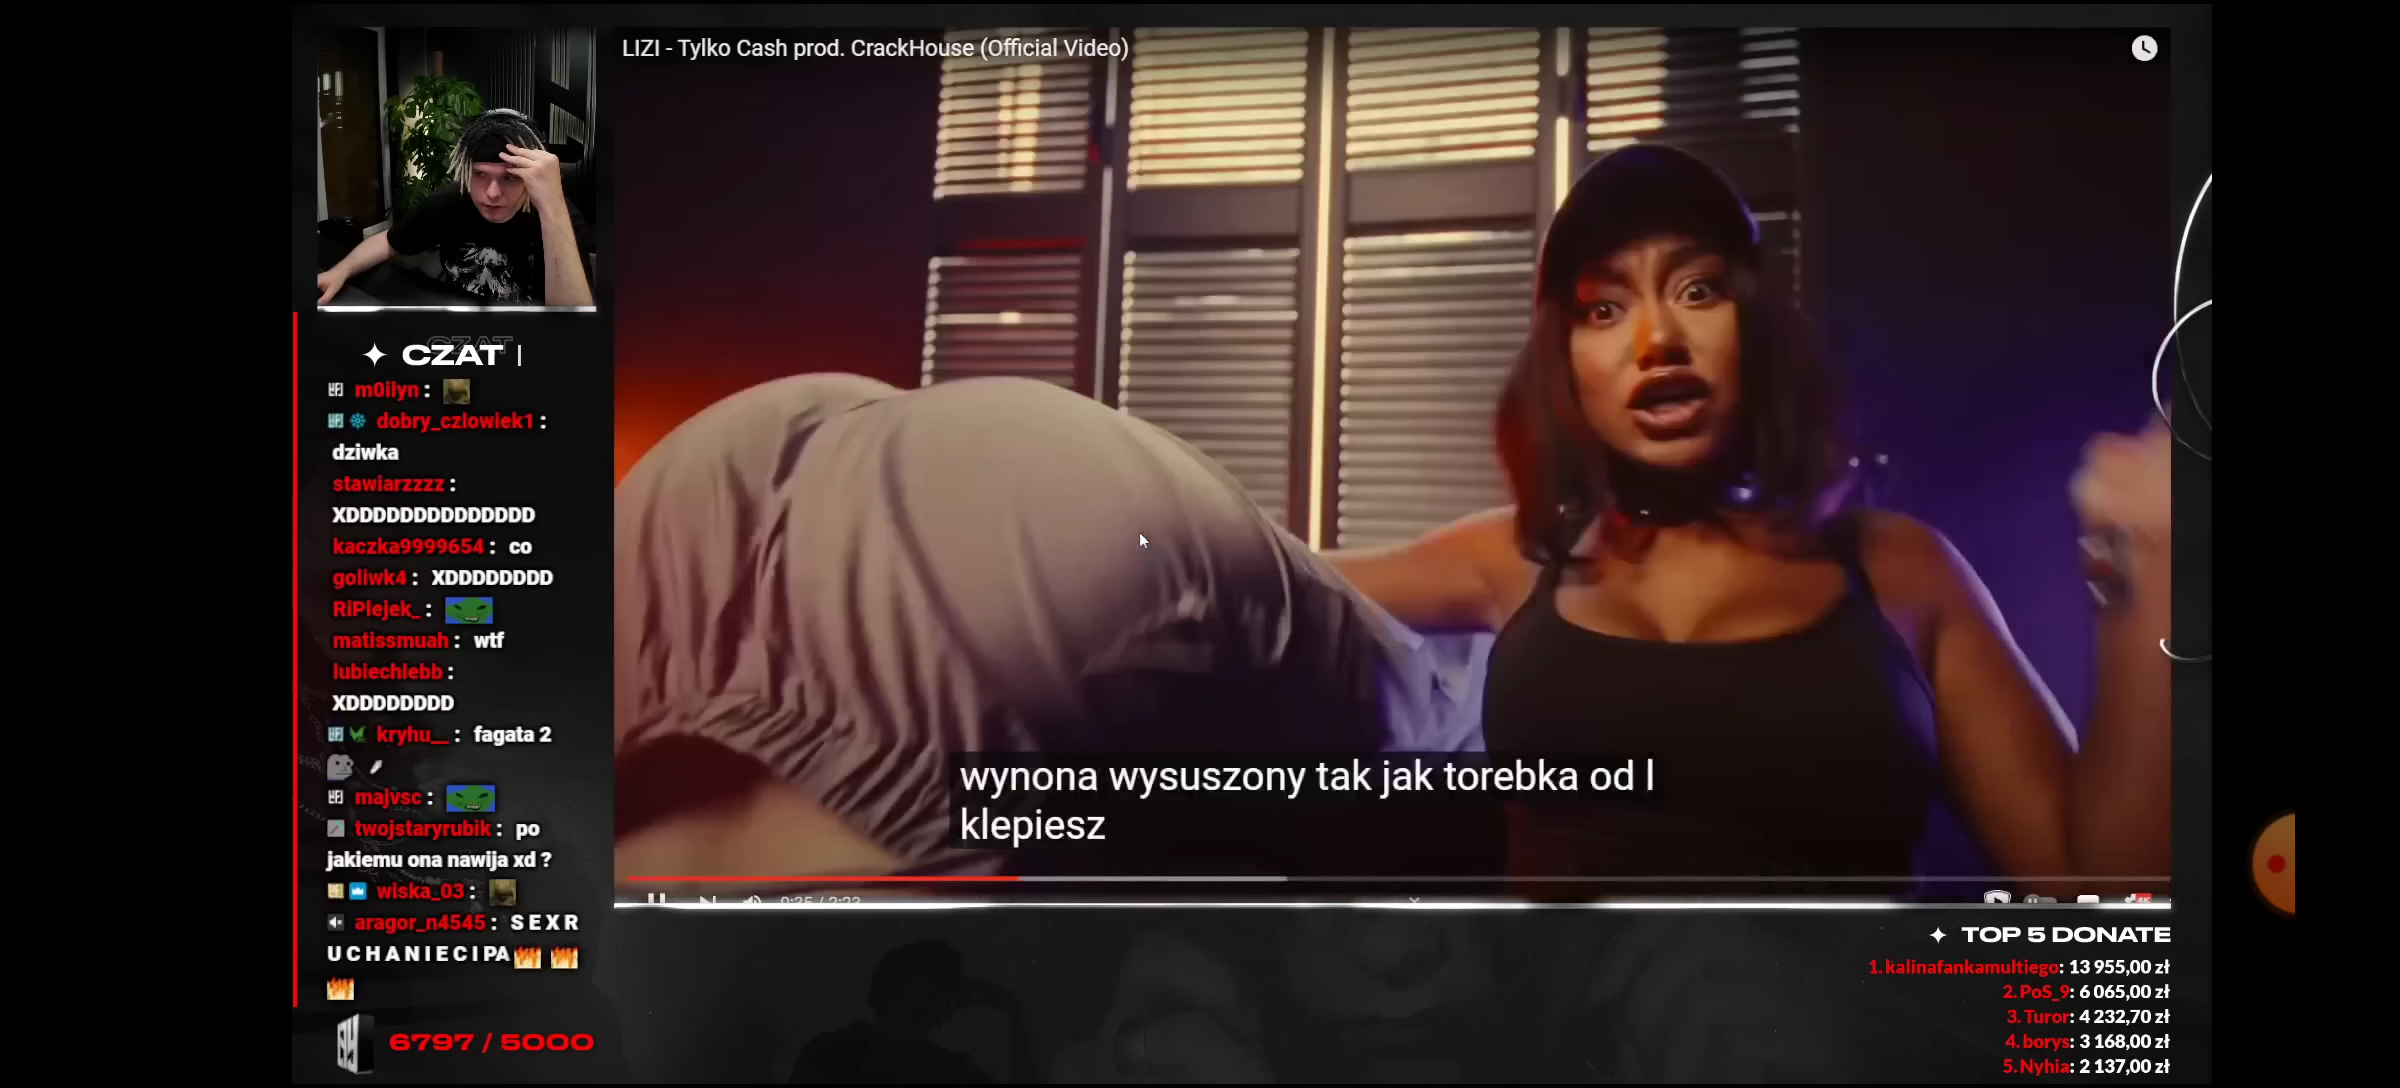 LIZI - Tylko Cash prod. CrackHouse (Official Video)
CZAT
m0ilyn :
dobry_czlowiek1 :
dziwka
stawiarzzzz :
XDDDDDDDDDDDDDD
kaczka9999654 : co
goliwk4 : XDDDDDDDD
RiPlejek_ :
matissmuah : wtf
lubiechlebb :
XDDDDDDDD
kryhu__ : fagata 2
majvsc :
twojstaryrubik : po
jakiemu ona nawija xd ?
wiska_03 :
aragor_n4545 : S E X R
U C H A N I E C I P A
6797 / 5000
wynona wysuszony tak jak torebka od l
klepiesz
TOP 5 DONATE
1. kalinafankamultiego: 13 955,00 zł
2. PoS_9: 6 065,00 zł
3. Turor: 4 232,70 zł
4. borys: 3 168,00 zł
5. Nyhia: 2 137,00 zł